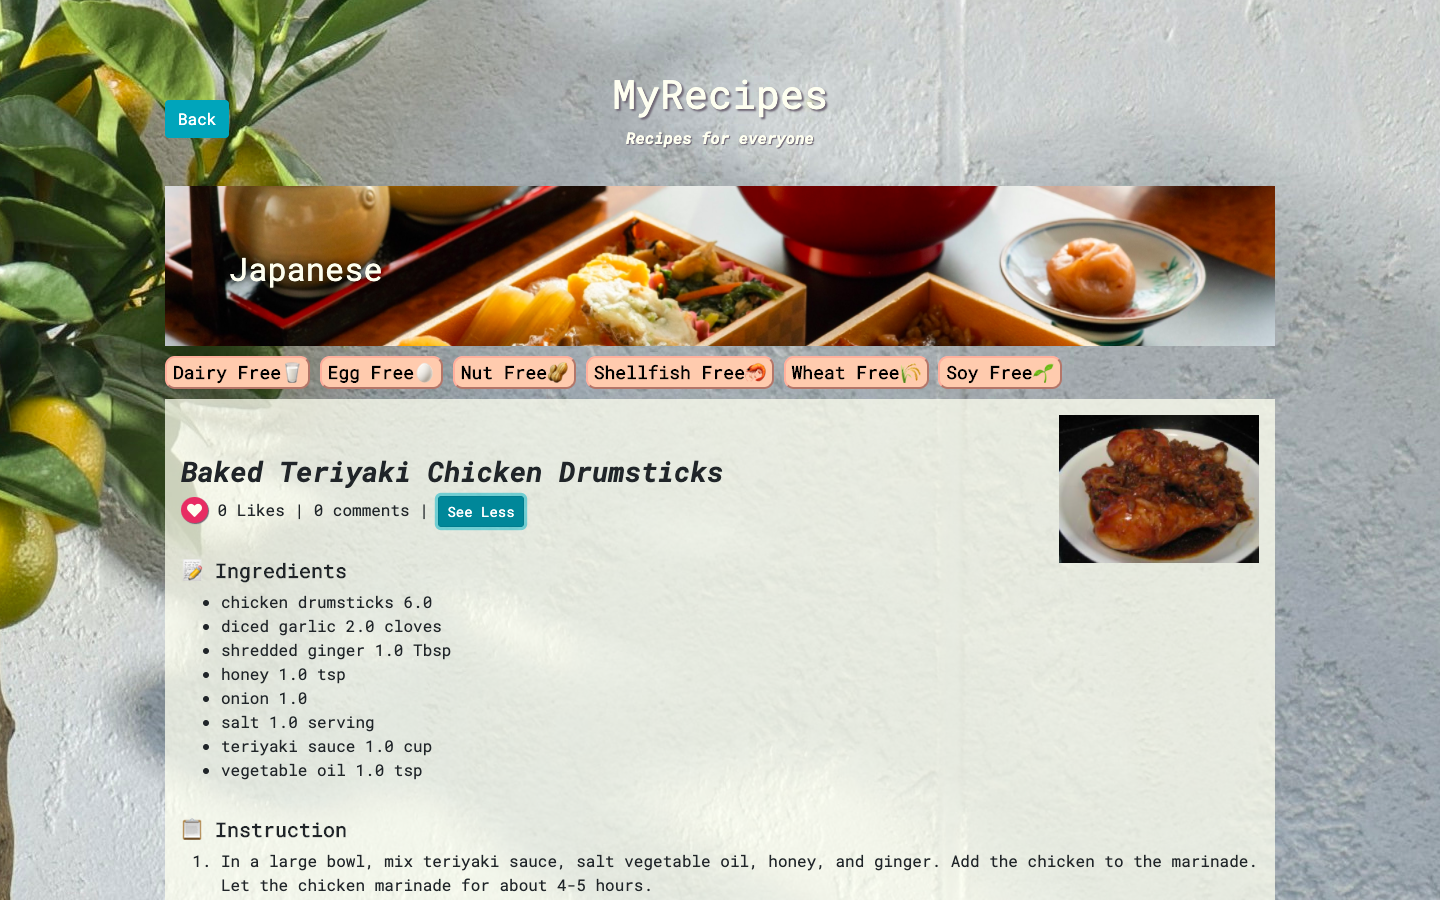 MyRecipes
Back
Recipes for everyone
Japanese
Dairy Free🥛 Egg Free🥚 Nut Free🥜 Shellfish Free🦐 Wheat Free🌾 Soy Free🌱
Baked Teriyaki Chicken Drumsticks
0 Likes | 0 comments | See Less
📝 Ingredients
• chicken drumsticks 6.0
• diced garlic 2.0 cloves
• shredded ginger 1.0 Tbsp
• honey 1.0 tsp
• onion 1.0
• salt 1.0 serving
• teriyaki sauce 1.0 cup
• vegetable oil 1.0 tsp
📋 Instruction
1. In a large bowl, mix teriyaki sauce, salt vegetable oil, honey, and ginger. Add the chicken to the marinade.
Let the chicken marinade for about 4-5 hours.